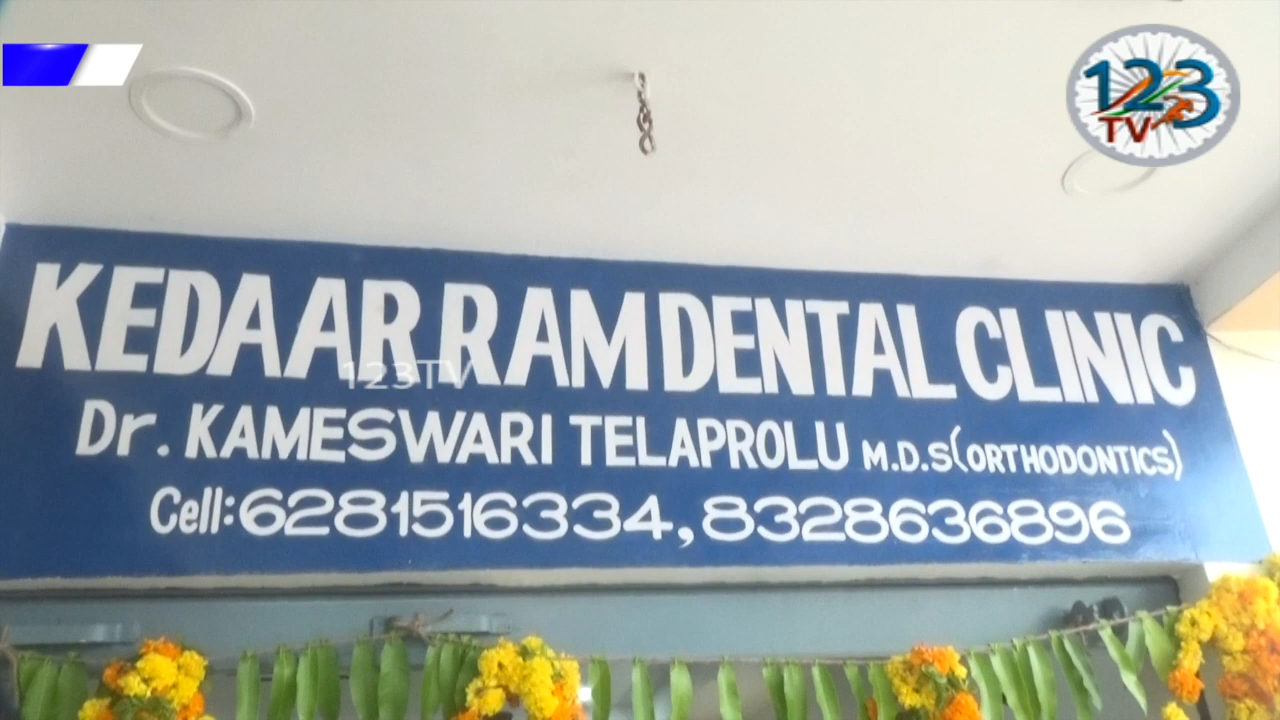 123
TV
KEDAAR RAM DENTAL CLINIC
123TV
Dr. KAMESWARI TELAPROLU M.D.S(ORTHODONTICS)
Cell:6281516334, 8328636896